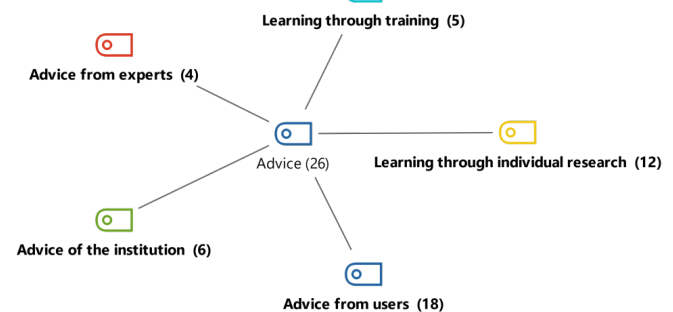 Learning through training (5)
Advice from experts (4)
Advice (26)
Learning through individual research (12)
Advice of the institution (6)
Advice from users (18)